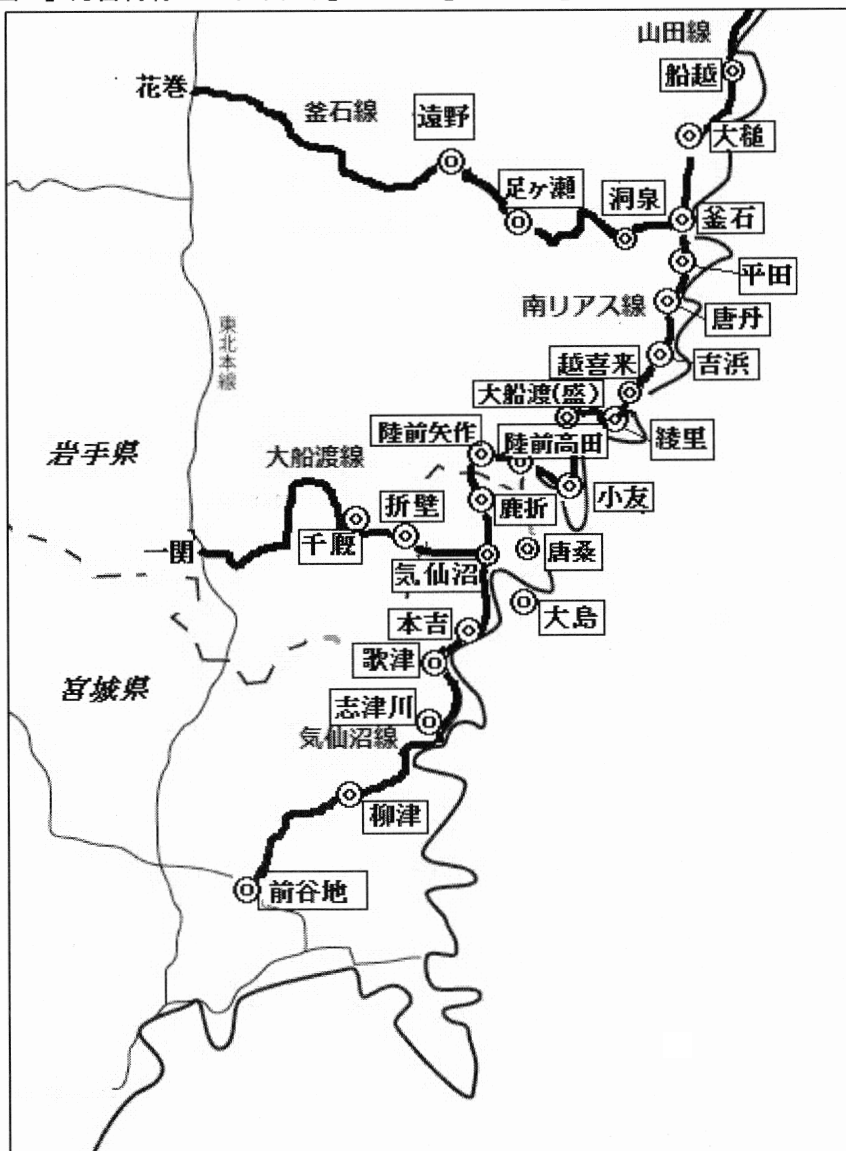 山田線
船越
花巻
釜石線
遠野
大槌
足ヶ瀬
洞泉
釜石
平田
南リアス線
唐丹
東北本線
越喜来
吉浜
大船渡(盛)
綾里
陸前矢作
陸前高田
岩手県
大船渡線
小友
折壁
鹿折
一関
千厩
気仙沼
唐桑
大島
本吉
歌津
宮城県
志津川
気仙沼線
柳津
前谷地